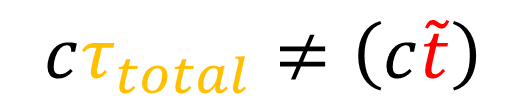 cτ_total ≠ (ct̃)